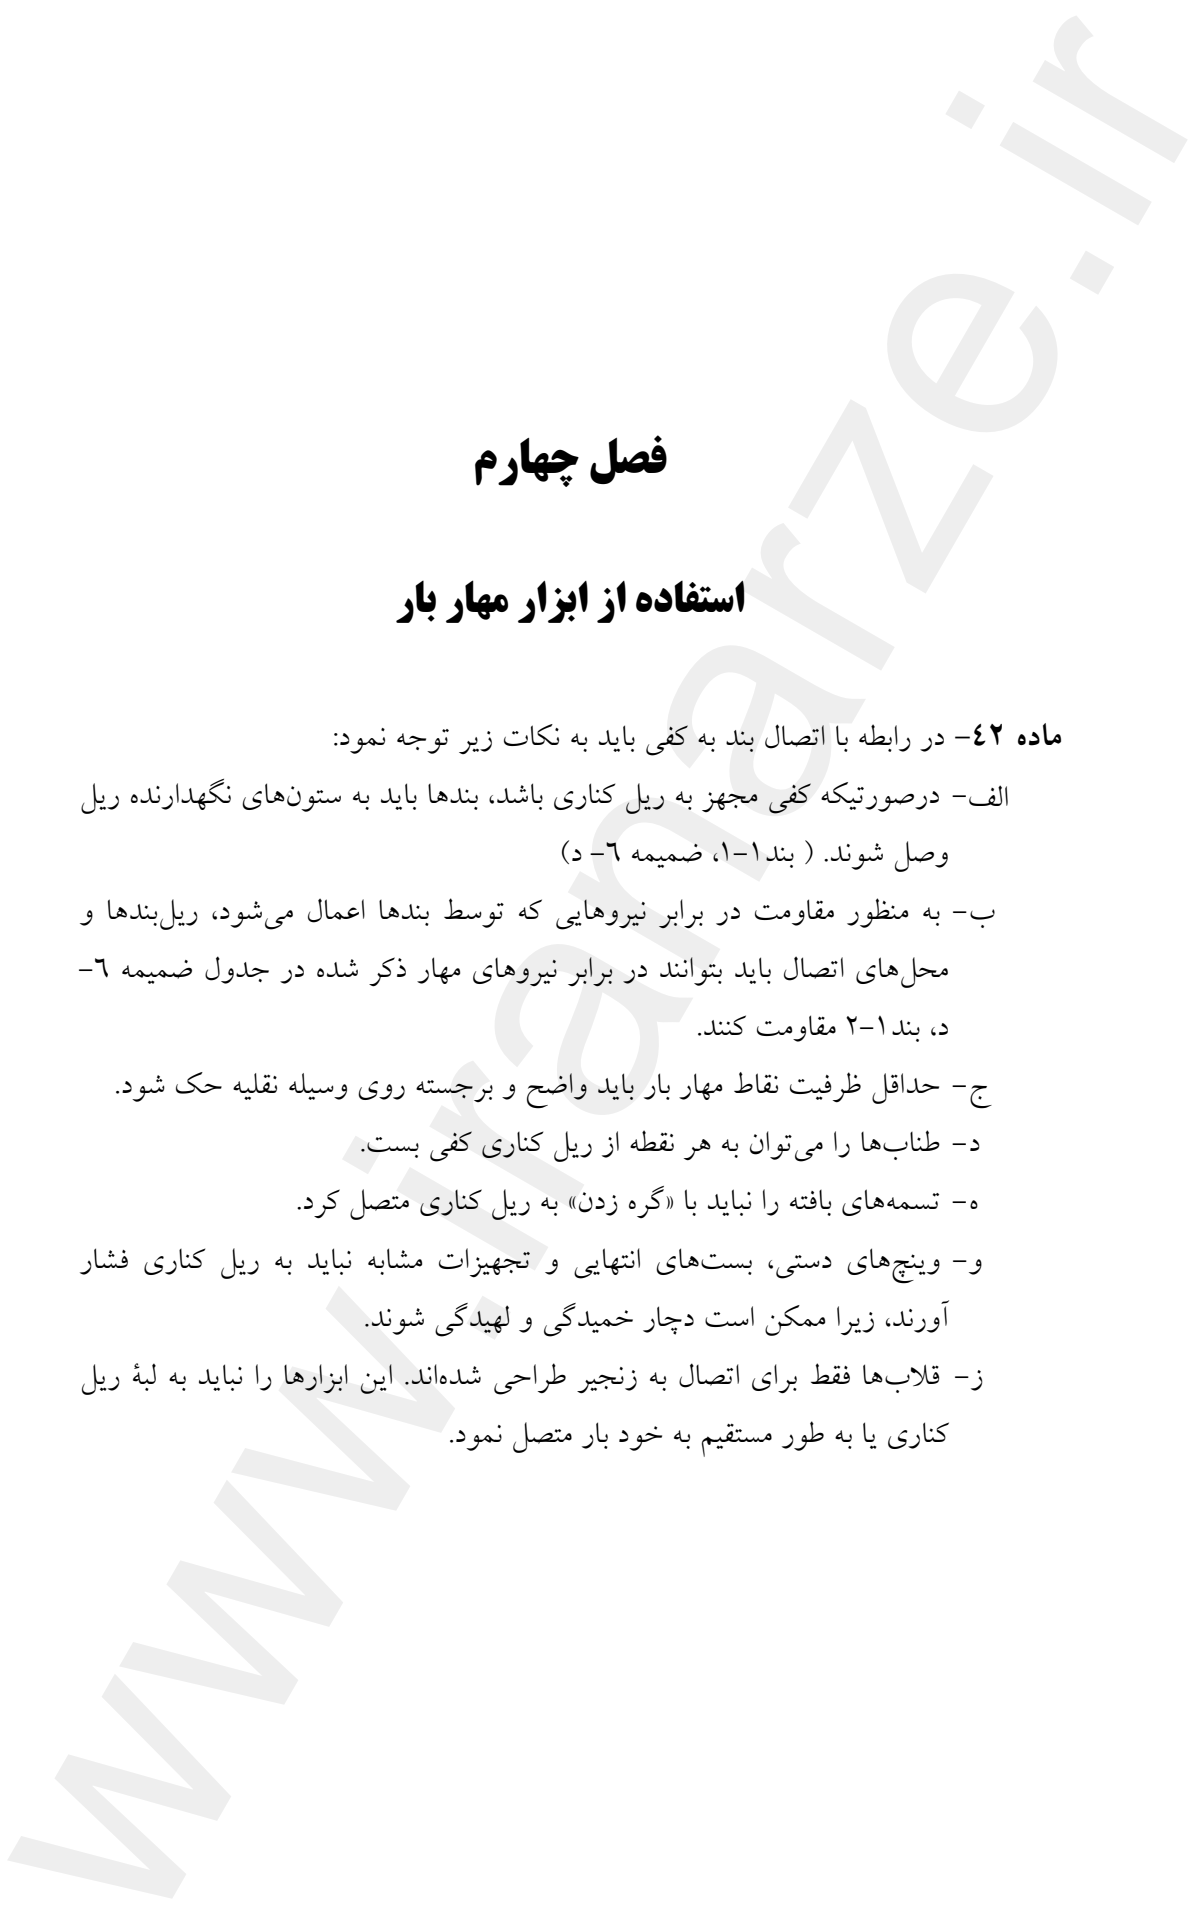 فصل چهارم
استفاده از ابزار مهار بار
ماده ٤٢– در رابطه با اتصال بند به کفی باید به نکات زیر توجه نمود:
الف– درصورتیکه کفی مجهز به ریل کناری باشد، بندها باید به ستون‌های نگهدارنده ریل
وصل شوند. ( بند١–١، ضمیمه ٦– د)
ب– به منظور مقاومت در برابر نیروهایی که توسط بندها اعمال می‌شود، ریل‌بندها و
محل‌های اتصال باید بتوانند در برابر نیروهای مهار ذکر شده در جدول ضمیمه ٦–
د، بند١–٢ مقاومت کنند.
ج– حداقل ظرفیت نقاط مهار بار باید واضح و برجسته روی وسیله نقلیه حک شود.
د– طناب‌ها را می‌توان به هر نقطه از ریل کناری کفی بست.
ه– تسمه‌های بافته را نباید با «گره زدن» به ریل کناری متصل کرد.
و– وینچ‌های دستی، بست‌های انتهایی و تجهیزات مشابه نباید به ریل کناری فشار
آورند، زیرا ممکن است دچار خمیدگی و لهیدگی شوند.
ز– قلاب‌ها فقط برای اتصال به زنجیر طراحی شده‌اند. این ابزارها را نباید به لبۀ ریل
کناری یا به طور مستقیم به خود بار متصل نمود.
www.iranarze.ir